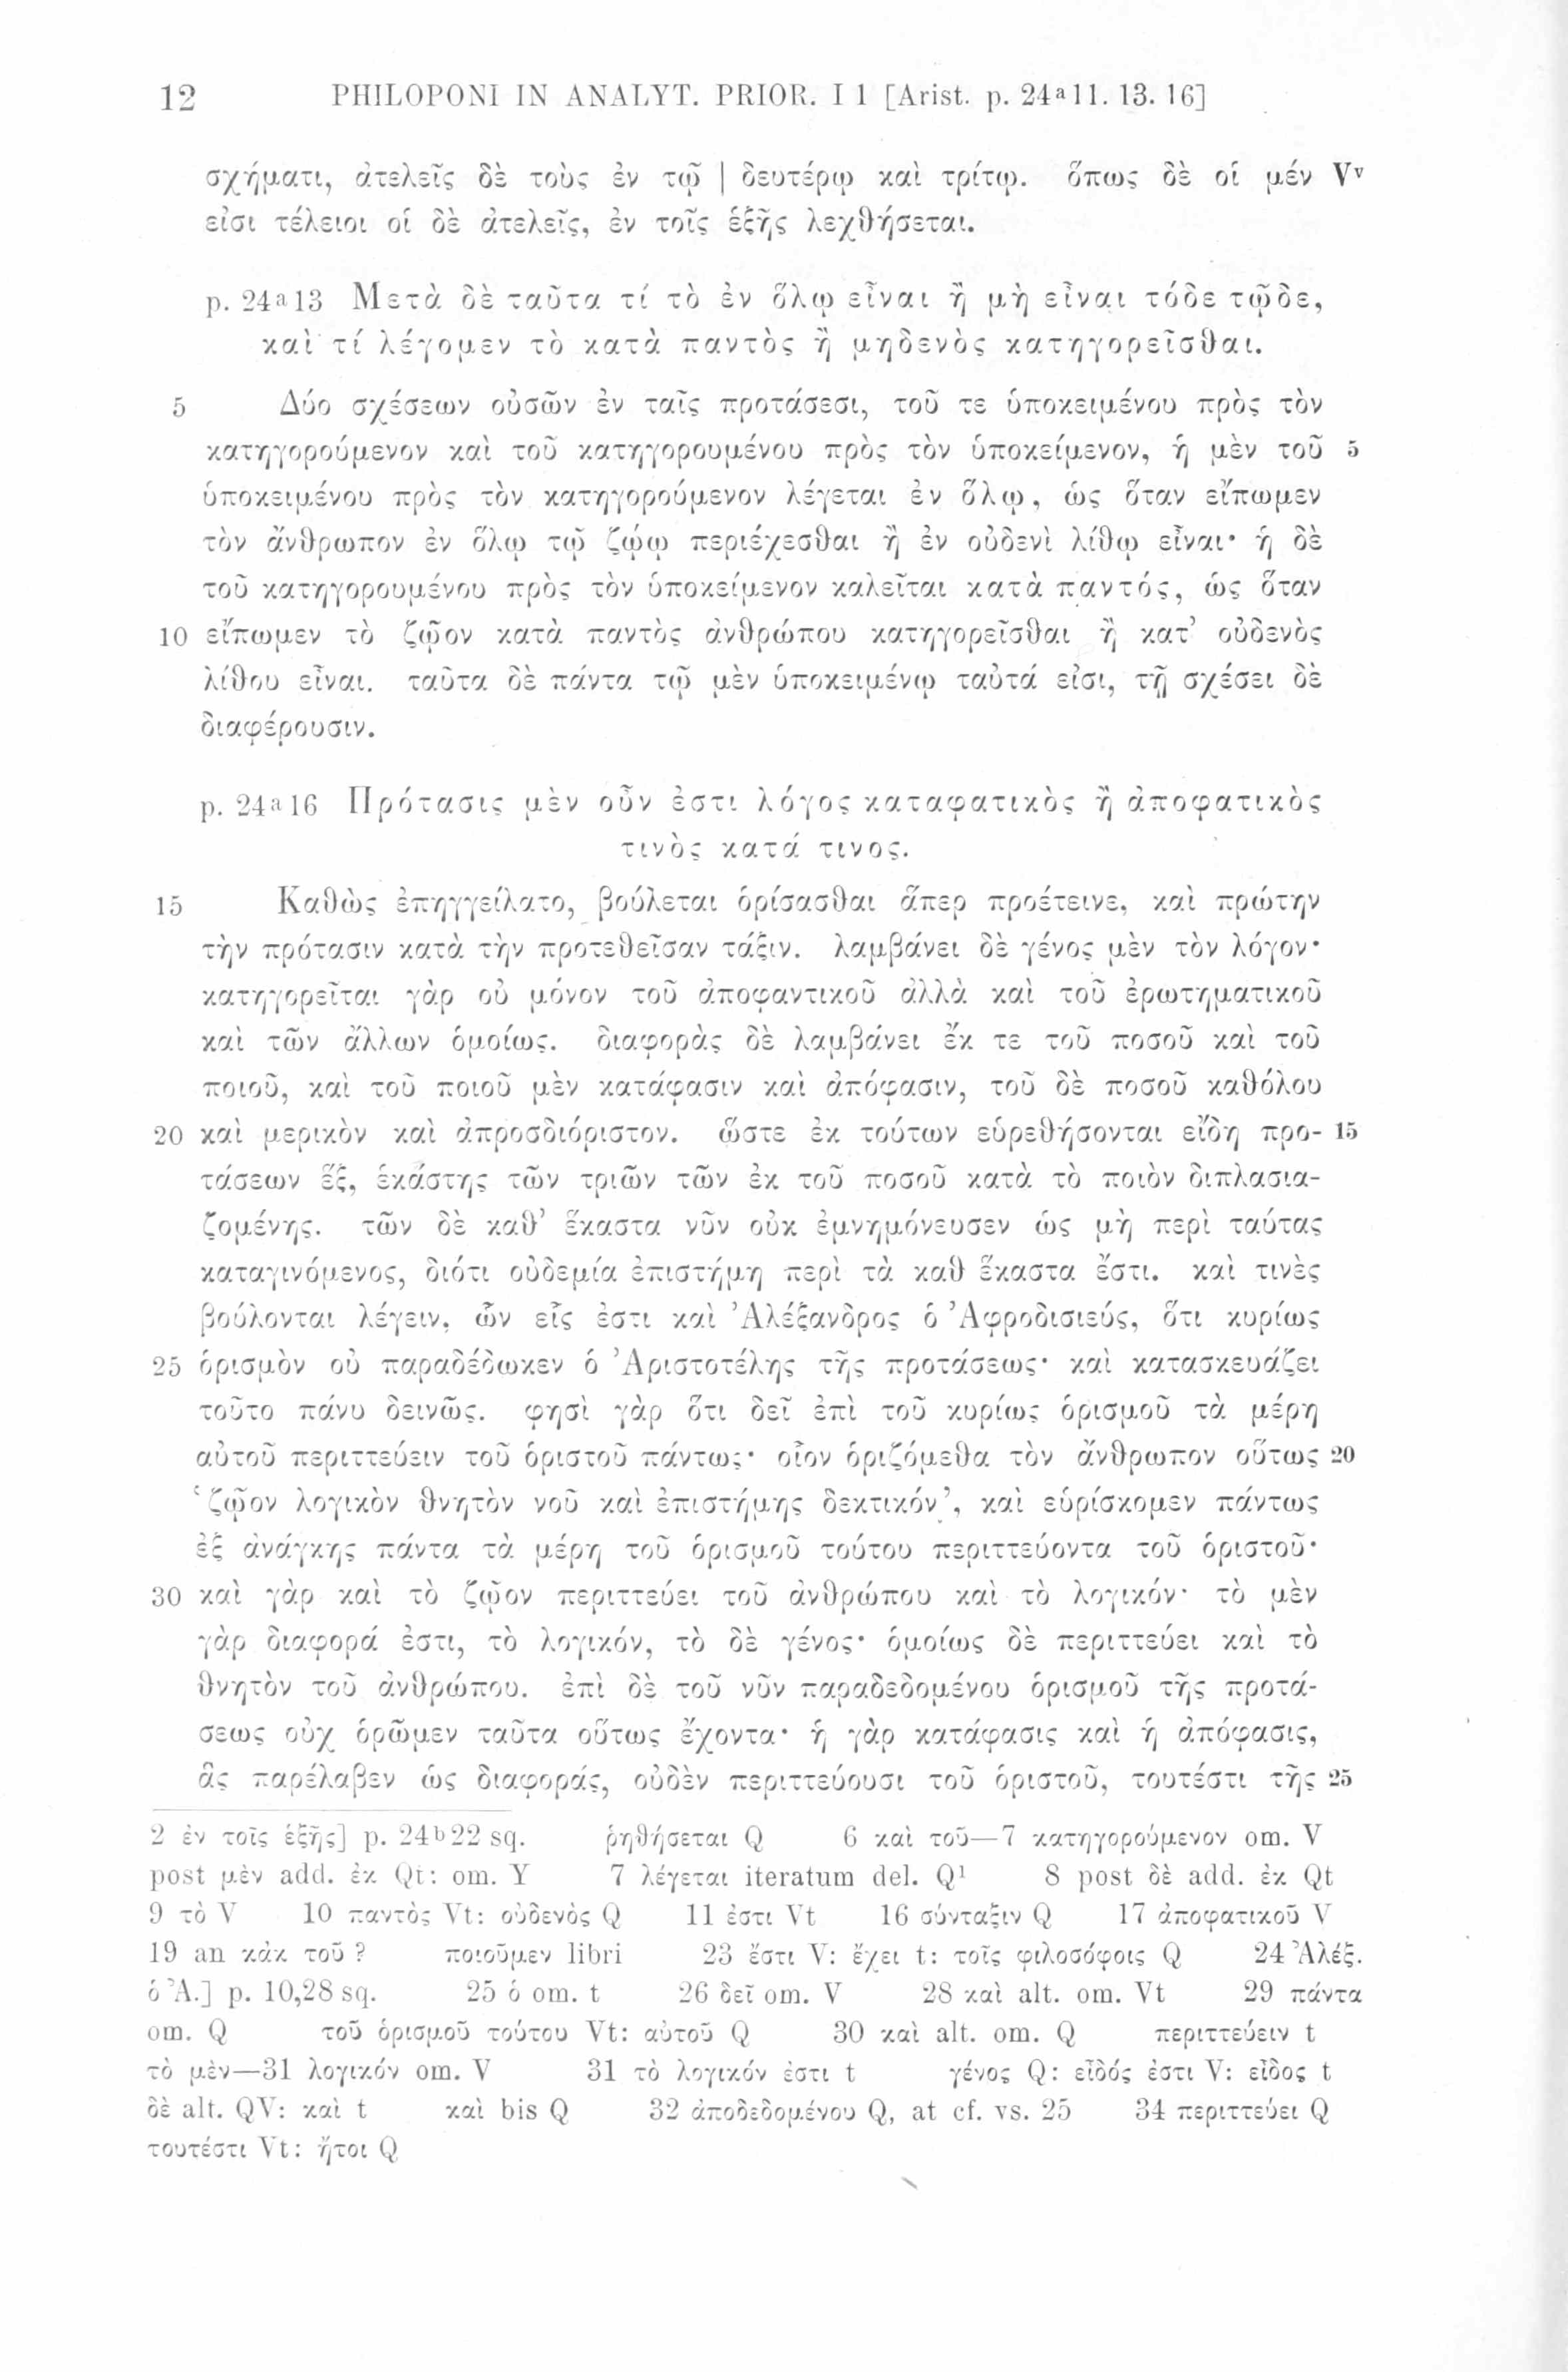 12 PHILOPONI IN ANALYT. PRIOR. I 1 [Arist. p. 24ᵃ11. 13. 16]
σχήματι, ἀτελεῖς δὲ τοὺς ἐν τῷ | δευτέρῳ καὶ τρίτῳ. ὅπως δὲ οἱ μέν Vᵛ
εἰσι τέλειοι οἱ δὲ ἀτελεῖς, ἐν τοῖς ἑξῆς λεχθήσεται.
p. 24ᵃ13 Μετὰ δὲ ταῦτα τί τὸ ἐν ὅλῳ εἶναι ἢ μὴ εἶναι τόδε τῷδε,
καὶ τί λέγομεν τὸ κατὰ παντὸς ἢ μηδενὸς κατηγορεῖσθαι.
5 Δύο σχέσεων οὐσῶν ἐν ταῖς προτάσεσι, τοῦ τε ὑποκειμένου πρὸς τὸν
κατηγορούμενον καὶ τοῦ κατηγορουμένου πρὸς τὸν ὑποκείμενον, ἡ μὲν τοῦ 5
ὑποκειμένου πρὸς τὸν κατηγορούμενον λέγεται ἐν ὅλῳ, ὡς ὅταν εἴπωμεν
τὸν ἄνθρωπον ἐν ὅλῳ τῷ ζῴῳ περιέχεσθαι ἢ ἐν οὐδενὶ λίθῳ εἶναι· ἡ δὲ
τοῦ κατηγορουμένου πρὸς τὸν ὑποκείμενον καλεῖται κατὰ παντός, ὡς ὅταν
10 εἴπωμεν τὸ ζῷον κατὰ παντὸς ἀνθρώπου κατηγορεῖσθαι ἢ κατ’ οὐδενὸς
λίθου εἶναι. ταῦτα δὲ πάντα τῷ μὲν ὑποκειμένῳ ταὐτά εἰσι, τῇ σχέσει δὲ
διαφέρουσιν.
p. 24ᵃ16 Πρότασις μὲν οὖν ἐστι λόγος καταφατικὸς ἢ ἀποφατικὸς
τινὸς κατά τινος.
15 Καθὼς ἐπηγγείλατο, βούλεται ὁρίσασθαι ἅπερ προέτεινε, καὶ πρώτην
τὴν πρότασιν κατὰ τὴν προτεθεῖσαν τάξιν. λαμβάνει δὲ γένος μὲν τὸν λόγον·
κατηγορεῖται γὰρ οὐ μόνον τοῦ ἀποφαντικοῦ ἀλλὰ καὶ τοῦ ἐρωτηματικοῦ
καὶ τῶν ἄλλων ὁμοίως. διαφορὰς δὲ λαμβάνει ἔκ τε τοῦ ποσοῦ καὶ τοῦ
ποιοῦ, καὶ τοῦ ποιοῦ μὲν κατάφασιν καὶ ἀπόφασιν, τοῦ δὲ ποσοῦ καθόλου
20 καὶ μερικὸν καὶ ἀπροσδιόριστον. ὥστε ἐκ τούτων εὑρεθήσονται εἴδη προ- 15
τάσεων ἕξ, ἑκάστης τῶν τριῶν τῶν ἐκ τοῦ ποσοῦ κατὰ τὸ ποιὸν διπλασια-
ζομένης. τῶν δὲ καθ’ ἕκαστα νῦν οὐκ ἐμνημόνευσεν ὡς μὴ περὶ ταύτας
καταγινόμενος, διότι οὐδεμία ἐπιστήμη περὶ τὰ καθ ἕκαστα ἔστι. καὶ τινὲς
βούλονται λέγειν, ὧν εἷς ἐστι καὶ Ἀλέξανδρος ὁ Ἀφροδισιεύς, ὅτι κυρίως
25 ὁρισμὸν οὐ παραδέδωκεν ὁ Ἀριστοτέλης τῆς προτάσεως· καὶ κατασκευάζει
τοῦτο πάνυ δεινῶς. φησὶ γὰρ ὅτι δεῖ ἐπὶ τοῦ κυρίως ὁρισμοῦ τὰ μέρη
αὐτοῦ περιττεύειν τοῦ ὁριστοῦ πάντως· οἷον ὁριζόμεθα τὸν ἄνθρωπον οὕτως 20
‘ζῷον λογικὸν θνητὸν νοῦ καὶ ἐπιστήμης δεκτικόν’, καὶ εὑρίσκομεν πάντως
ἐξ ἀνάγκης πάντα τὰ μέρη τοῦ ὁρισμοῦ τούτου περιττεύοντα τοῦ ὁριστοῦ·
30 καὶ γὰρ καὶ τὸ ζῷον περιττεύει τοῦ ἀνθρώπου καὶ τὸ λογικόν· τὸ μὲν
γὰρ διαφορά ἐστι, τὸ λογικόν, τὸ δὲ γένος· ὁμοίως δὲ περιττεύει καὶ τὸ
θνητὸν τοῦ ἀνθρώπου. ἐπὶ δὲ τοῦ νῦν παραδεδομένου ὁρισμοῦ τῆς προτά-
σεως οὐχ ὁρῶμεν ταῦτα οὕτως ἔχοντα· ἡ γὰρ κατάφασις καὶ ἡ ἀπόφασις,
ἃς παρέλαβεν ὡς διαφοράς, οὐδὲν περιττεύουσι τοῦ ὁριστοῦ, τουτέστι τῆς 25
2 ἐν τοῖς ἑξῆς] p. 24ᵇ22 sq. ῥηθήσεται Q 6 καὶ τοῦ—7 κατηγορούμενον om. V
post μὲν add. ἐκ Qt: om. Y 7 λέγεται iteratum del. Q¹ 8 post δὲ add. ἐκ Qt
9 τὸ V 10 παντὸς Vt: οὐδενὸς Q 11 ἐστι Vt 16 σύνταξιν Q 17 ἀποφατικοῦ V
19 an κἀκ τοῦ? ποιοῦμεν libri 23 ἔστι V: ἔχει t: τοῖς φιλοσόφοις Q 24 Ἀλέξ.
ὁ Ἀ.] p. 10,28 sq. 25 ὁ om. t 26 δεῖ om. V 28 καὶ alt. om. Vt 29 πάντα
om. Q τοῦ ὁρισμοῦ τούτου Vt: αὐτοῦ Q 30 καὶ alt. om. Q περιττεύειν t
τὸ μὲν—31 λογικόν om. V 31 τὸ λογικόν ἐστι t γένος Q: εἶδός ἐστι V: εἶδος t
δὲ alt. QV: καὶ t καὶ bis Q 32 ἀποδεδομένου Q, at cf. vs. 25 34 περιττεύει Q
τουτέστι Vt: ἤτοι Q